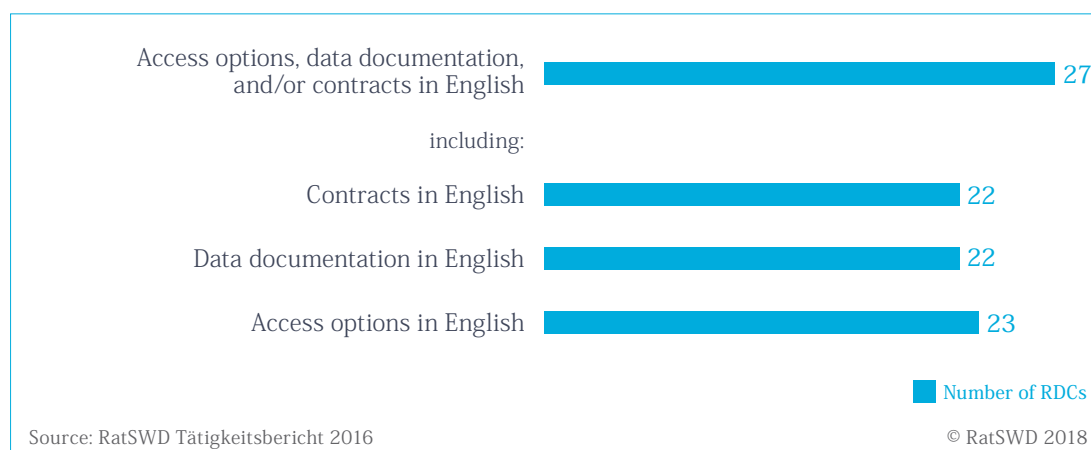 Access options, data documentation,
and/or contracts in English
27
including:
Contracts in English
22
Data documentation in English
22
Access options in English
23
Number of RDCs
Source: RatSWD Tätigkeitsbericht 2016
© RatSWD 2018